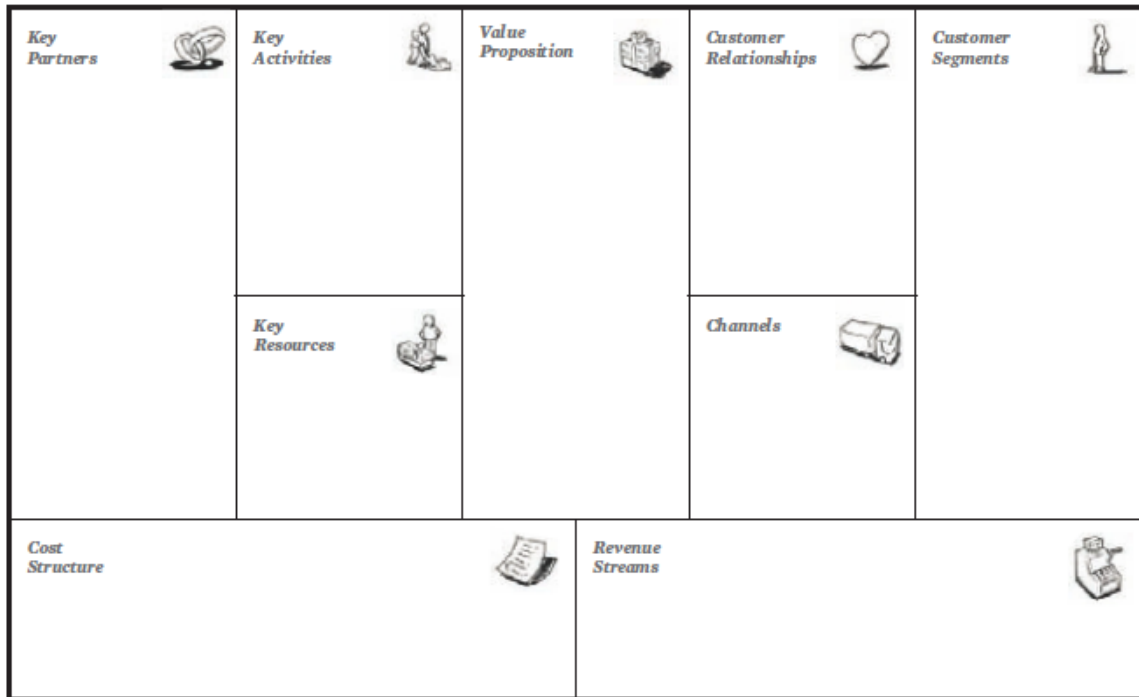 Key
Partners
Key
Activities
Value
Proposition
Customer
Relationships
Customer
Segments
Key
Resources
Channels
Cost
Structure
Revenue
Streams